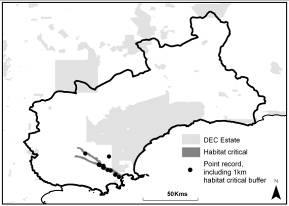 DEC Estate
Habitat critical
Point record,
including 1km
habitat critical buffer
N
50Kms